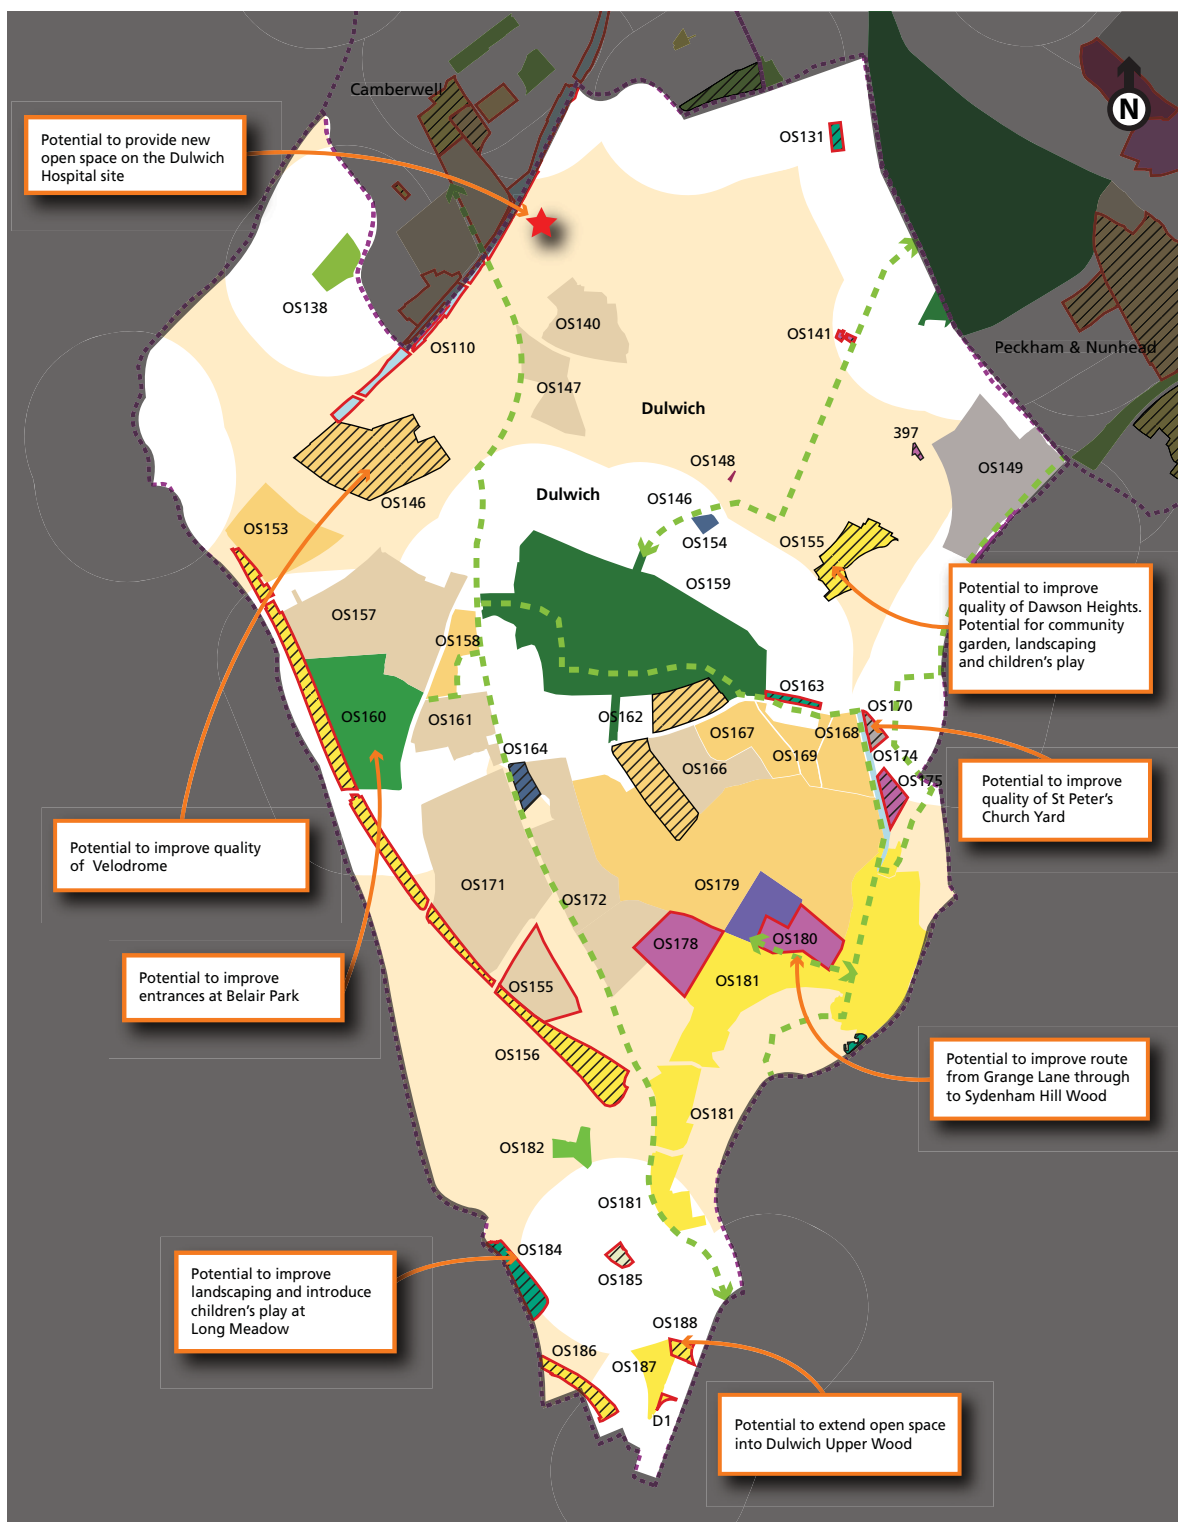 Camberwell
N
Potential to provide new
open space on the Dulwich
Hospital site
OS131
OS138
OS140
OS141
OS110
Peckham & Nunhead
OS147
Dulwich
397
OS148
OS149
Dulwich
OS146
OS146
OS153
OS154
OS155
OS159
Potential to improve
quality of Dawson Heights.
Potential for community
garden, landscaping
and children's play
OS157
OS158
OS163
OS160
OS161
OS162
OS170
OS167
OS168
OS164
OS169
OS174
OS166
OS175
Potential to improve
quality of St Peter's
Church Yard
Potential to improve quality
of Velodrome
OS171
OS172
OS179
OS178
OS180
Potential to improve
entrances at Belair Park
OS155
OS181
OS156
Potential to improve route
from Grange Lane through
to Sydenham Hill Wood
OS181
OS182
OS181
OS184
OS185
Potential to improve
landscaping and introduce
children's play at
Long Meadow
OS188
OS186
OS187
D1
Potential to extend open space
into Dulwich Upper Wood